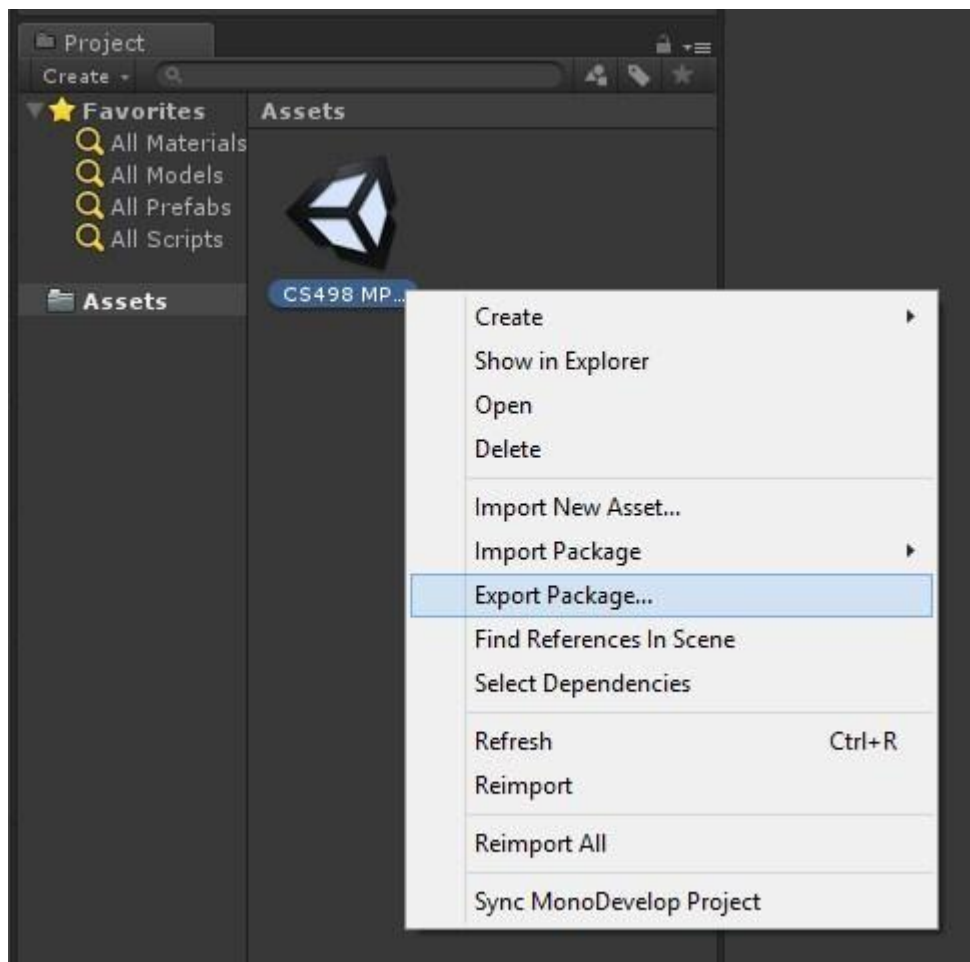 Project
Create
Favorites
All Materials
All Models
All Prefabs
All Scripts
Assets
Assets
CS498 MP...
Create
Show in Explorer
Open
Delete
Import New Asset...
Import Package
Export Package...
Find References In Scene
Select Dependencies
Refresh Ctrl+R
Reimport
Reimport All
Sync MonoDevelop Project